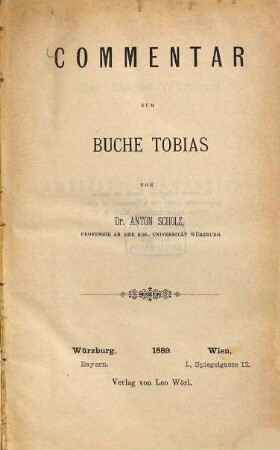 COMMENTAR
ZUM
BUCHE TOBIAS
VON
Dr. ANTON SCHOLZ,
PROFESSOR AN DER KGL. UNIVERSITÄT WÜRZBURG.
Würzburg, 1889. Wien,
Bayern. I., Spiegelgasse 12.
Verlag von Leo Wörl.